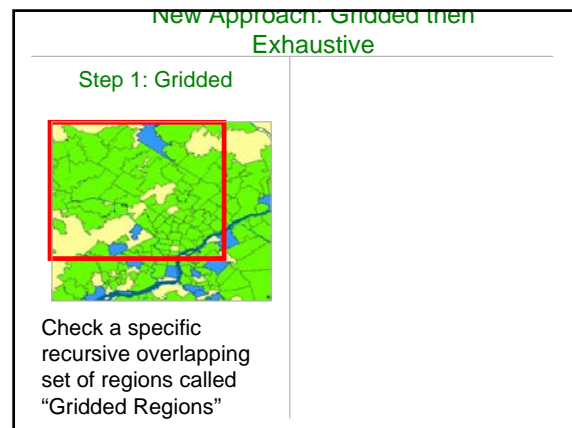 New Approach: Gridded then
Exhaustive
Step 1: Gridded
Check a specific
recursive overlapping
set of regions called
“Gridded Regions”